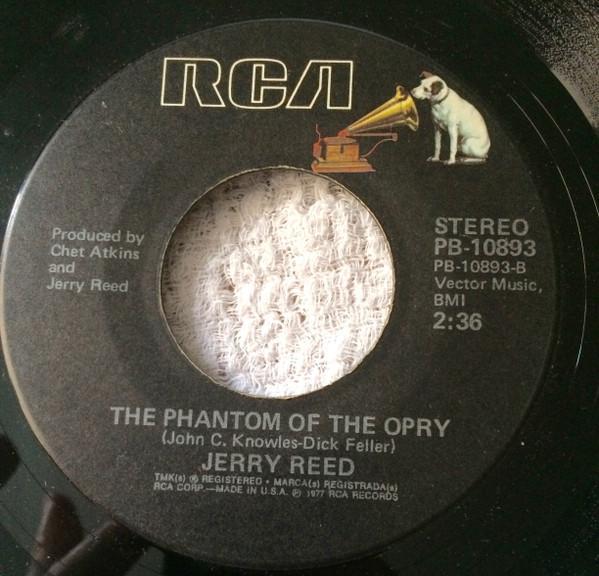 RCA
Produced by
Chet Atkins
and
Jerry Reed
STEREO
PB-10893
PB-10893-B
Vector Music,
BMI
2:36
THE PHANTOM OF THE OPRY
(John C. Knowles-Dick Feller)
JERRY REED
TMK(s) ® REGISTERED • MARCA(s) REGISTRADA(s)
RCA CORP.—MADE IN U.S.A. ℗ 1977 RCA RECORDS